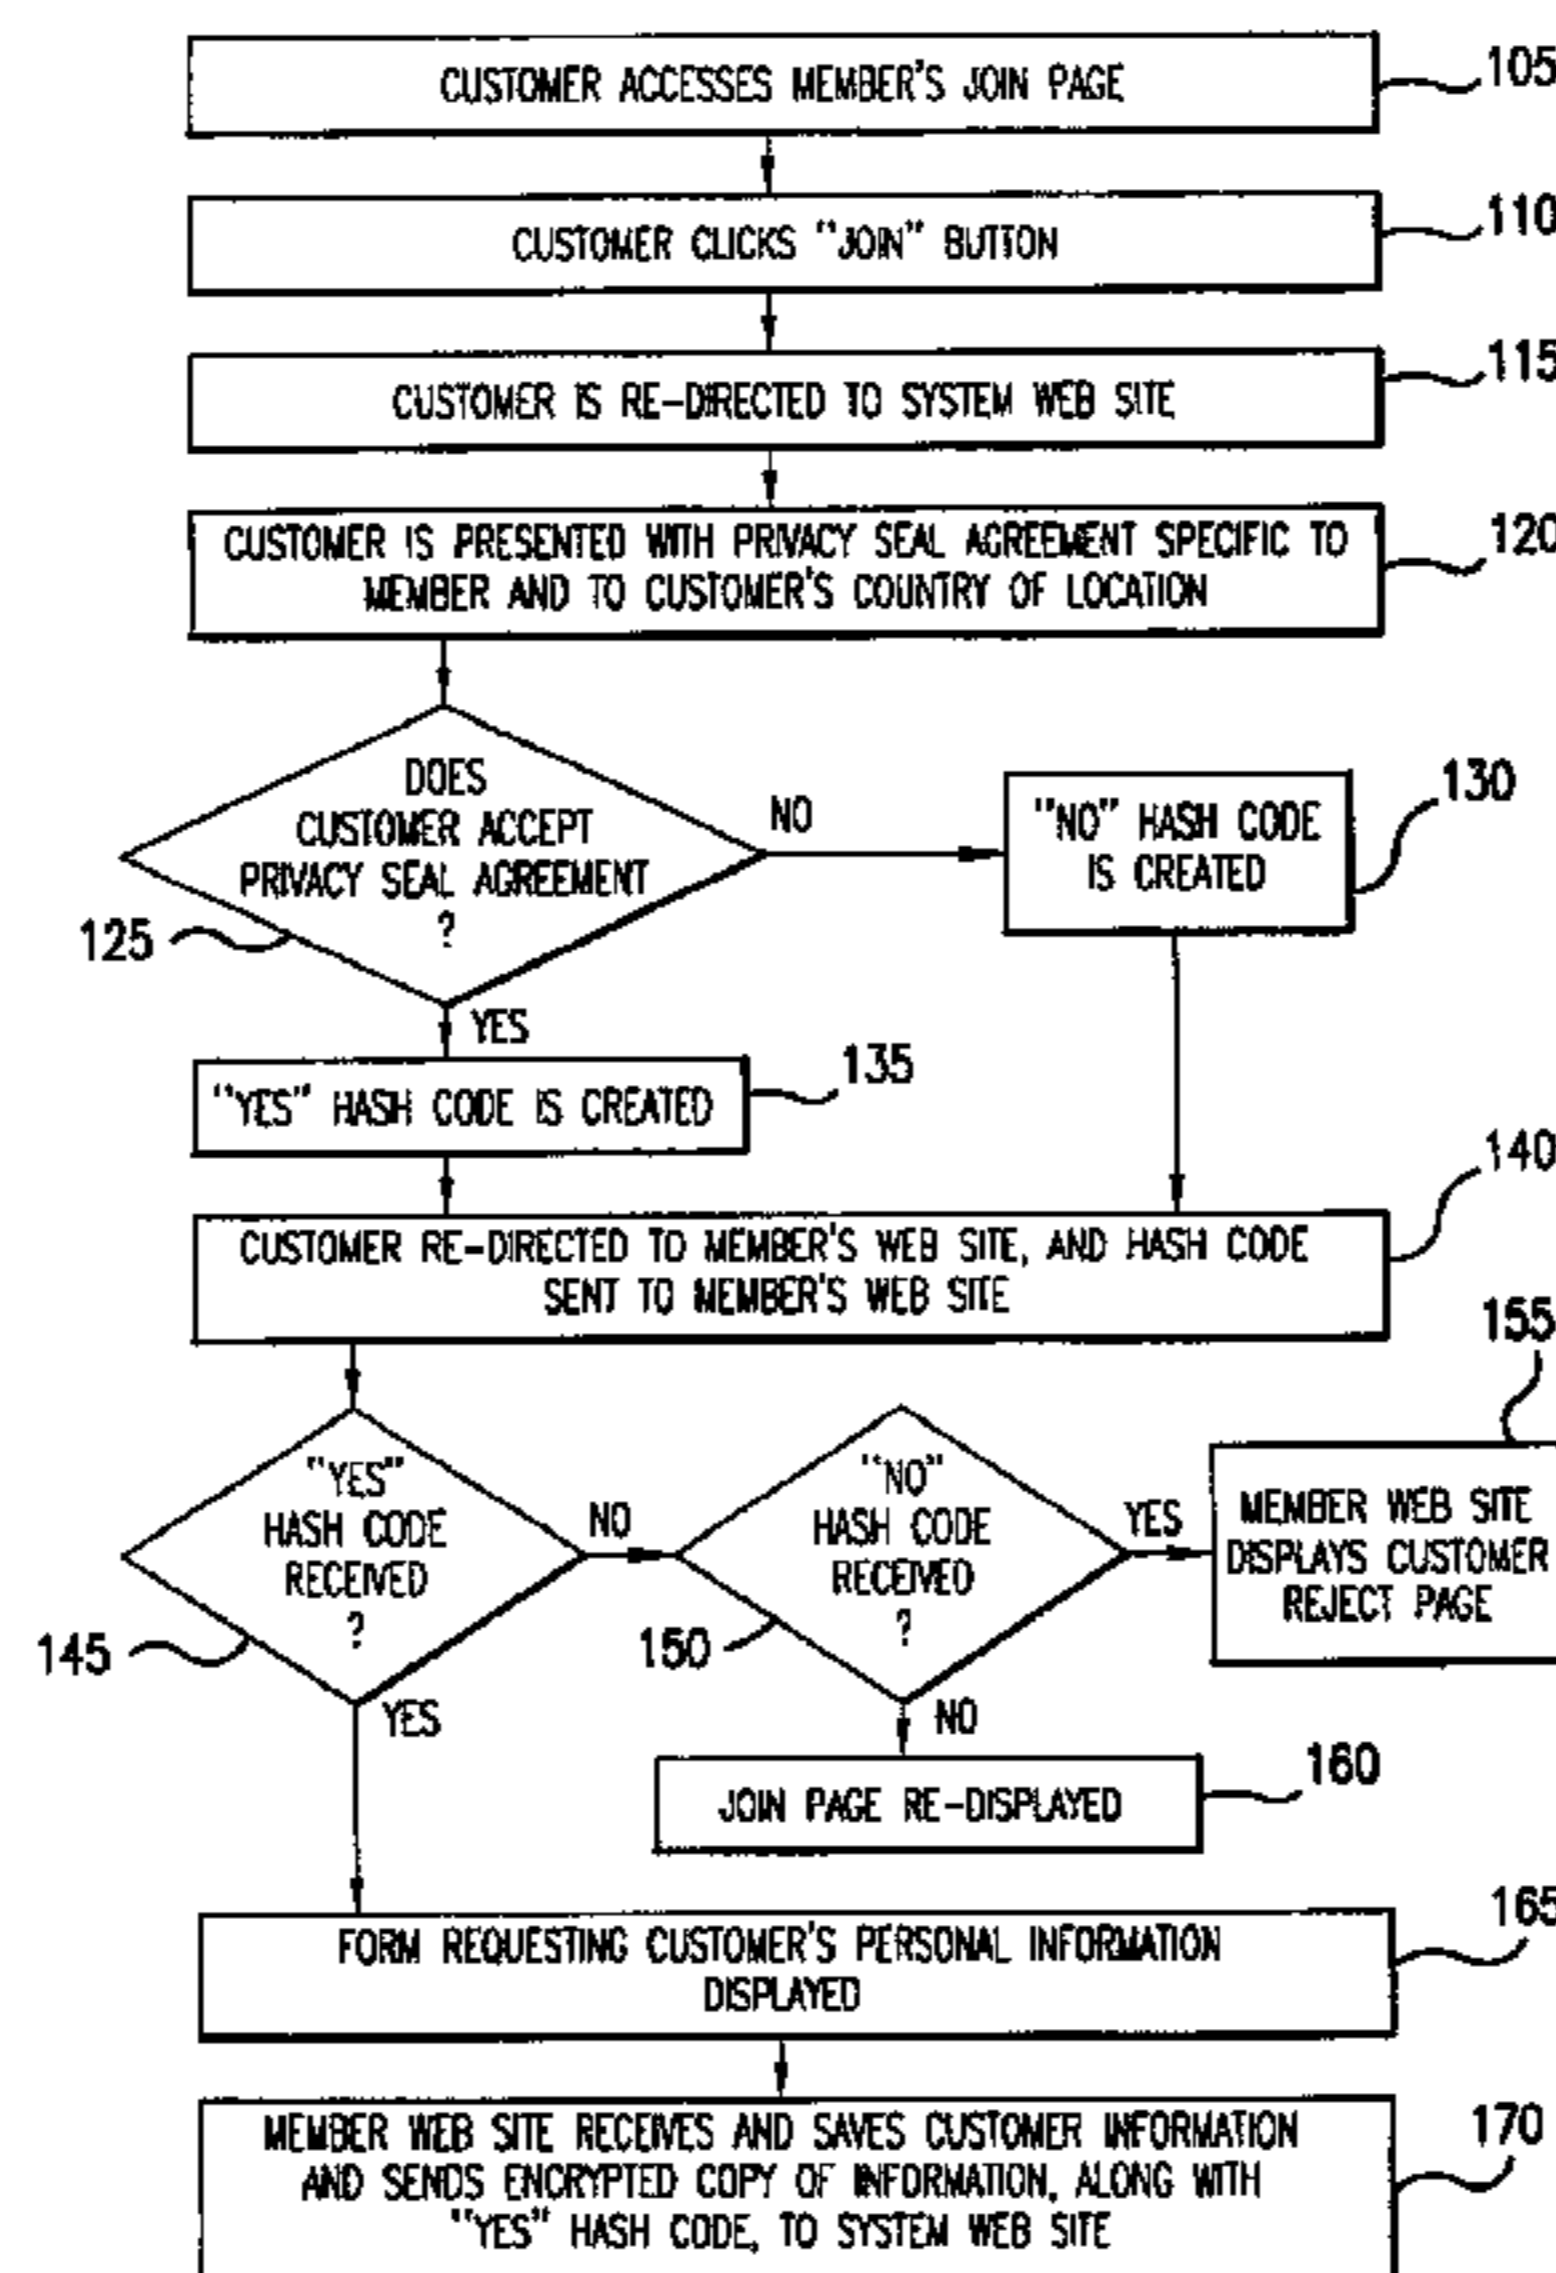 CUSTOMER ACCESSES MEMBER'S JOIN PAGE
105
CUSTOMER CLICKS "JOIN" BUTTON
110
CUSTOMER IS RE-DIRECTED TO SYSTEM WEB SITE
115
CUSTOMER IS PRESENTED WITH PRIVACY SEAL AGREEMENT SPECIFIC TO
MEMBER AND TO CUSTOMER'S COUNTRY OF LOCATION
120
DOES
CUSTOMER ACCEPT
PRIVACY SEAL AGREEMENT
?
125
NO
"NO" HASH CODE
IS CREATED
130
YES
"YES" HASH CODE IS CREATED
135
CUSTOMER RE-DIRECTED TO MEMBER'S WEB SITE, AND HASH CODE
SENT TO MEMBER'S WEB SITE
140
"YES"
HASH CODE
RECEIVED
?
145
NO
"NO"
HASH CODE
RECEIVED
?
150
YES
MEMBER WEB SITE
DISPLAYS CUSTOMER
REJECT PAGE
155
YES
NO
JOIN PAGE RE-DISPLAYED
160
FORM REQUESTING CUSTOMER'S PERSONAL INFORMATION
DISPLAYED
165
MEMBER WEB SITE RECEIVES AND SAVES CUSTOMER INFORMATION
AND SENDS ENCRYPTED COPY OF INFORMATION, ALONG WITH
"YES" HASH CODE, TO SYSTEM WEB SITE
170